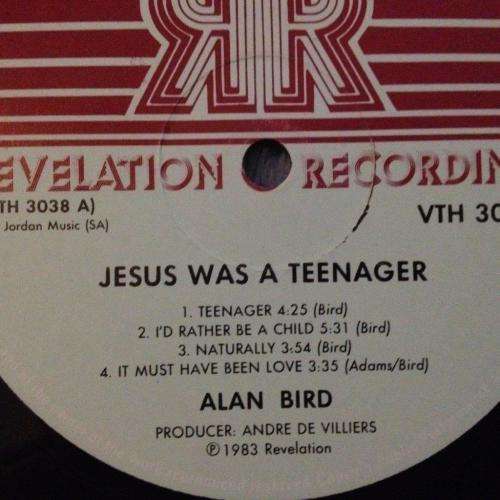 EVELATION RECORDIN
TH 3038 A)
VTH 30
Jordan Music (SA)
JESUS WAS A TEENAGER
1. TEENAGER 4:25 (Bird)
2. I'D RATHER BE A CHILD 5:31 (Bird)
3. NATURALLY 3:54 (Bird)
4. IT MUST HAVE BEEN LOVE 3:35 (Adams/Bird)
ALAN BIRD
PRODUCER: ANDRE DE VILLIERS
℗ 1983 Revelation